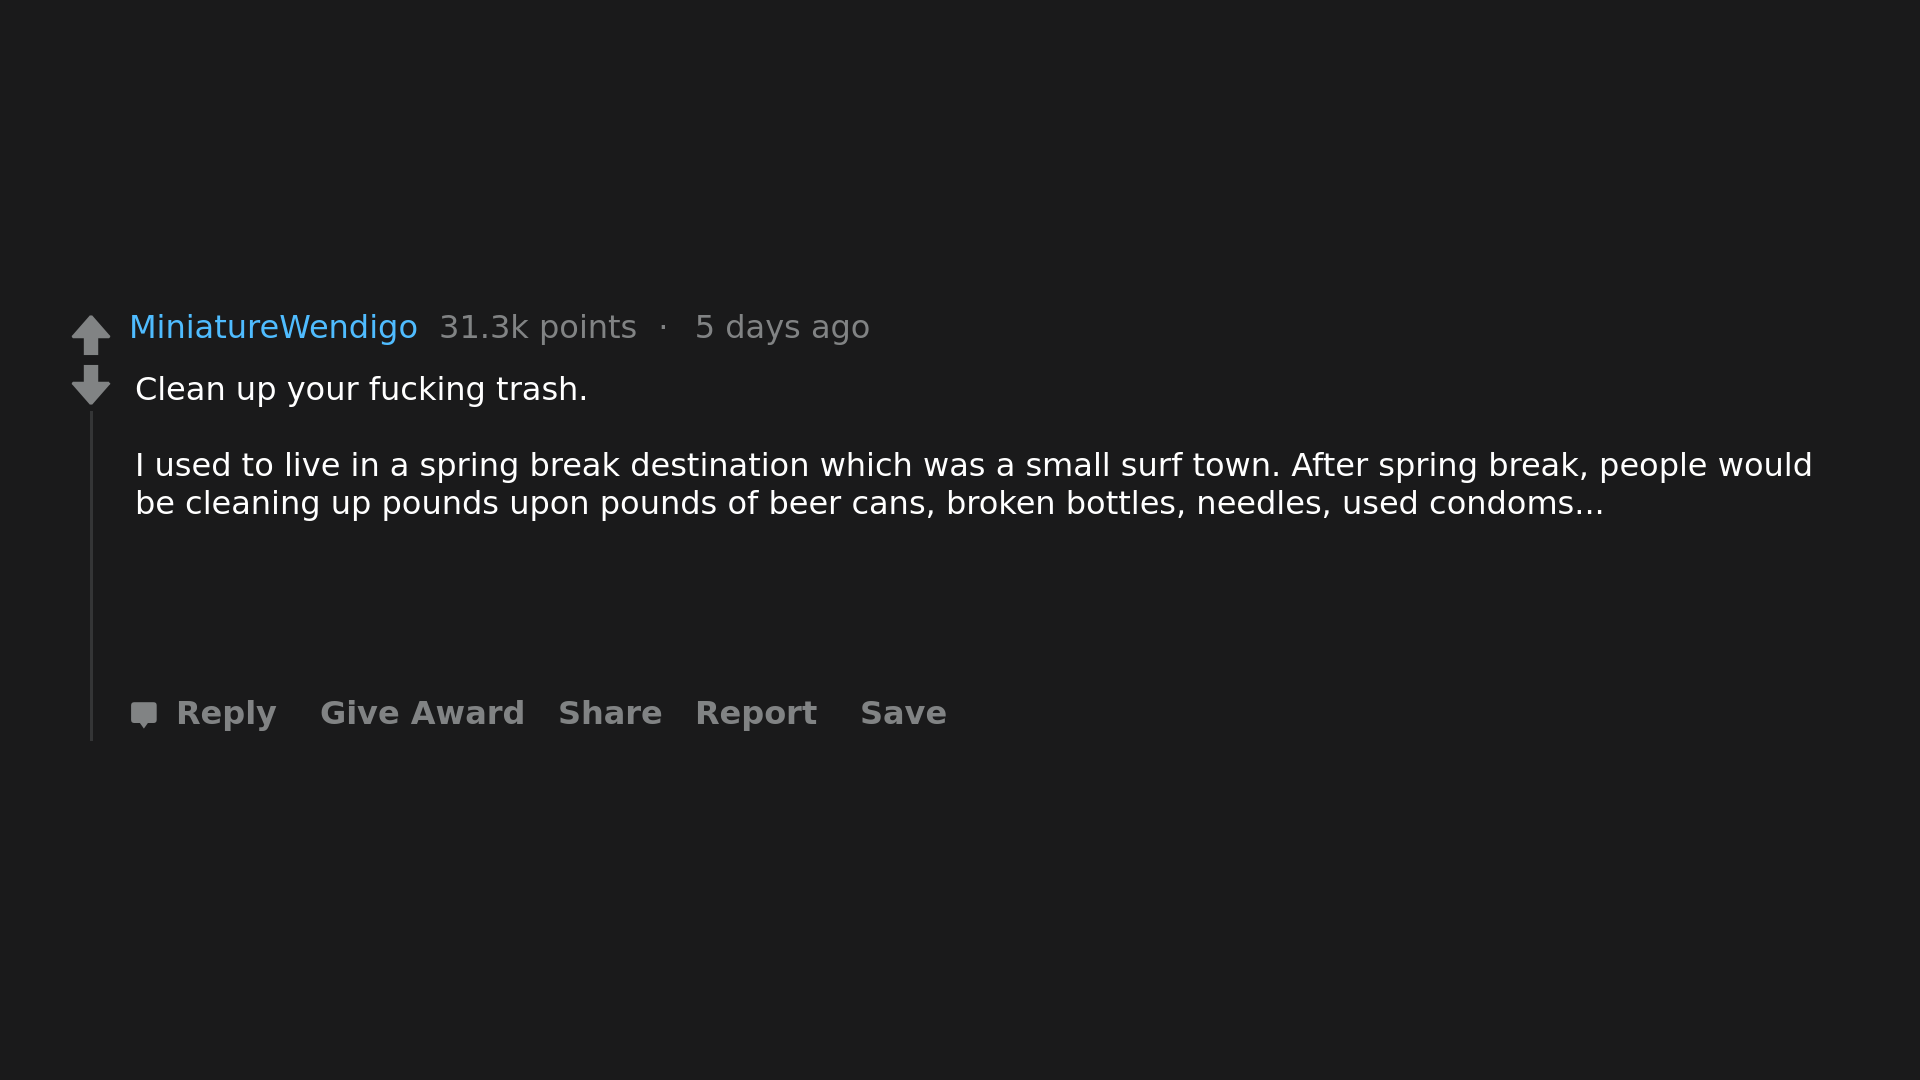 MiniatureWendigo 31.3k points · 5 days ago
Clean up your fucking trash.
I used to live in a spring break destination which was a small surf town. After spring break, people would
be cleaning up pounds upon pounds of beer cans, broken bottles, needles, used condoms...
Reply Give Award Share Report Save